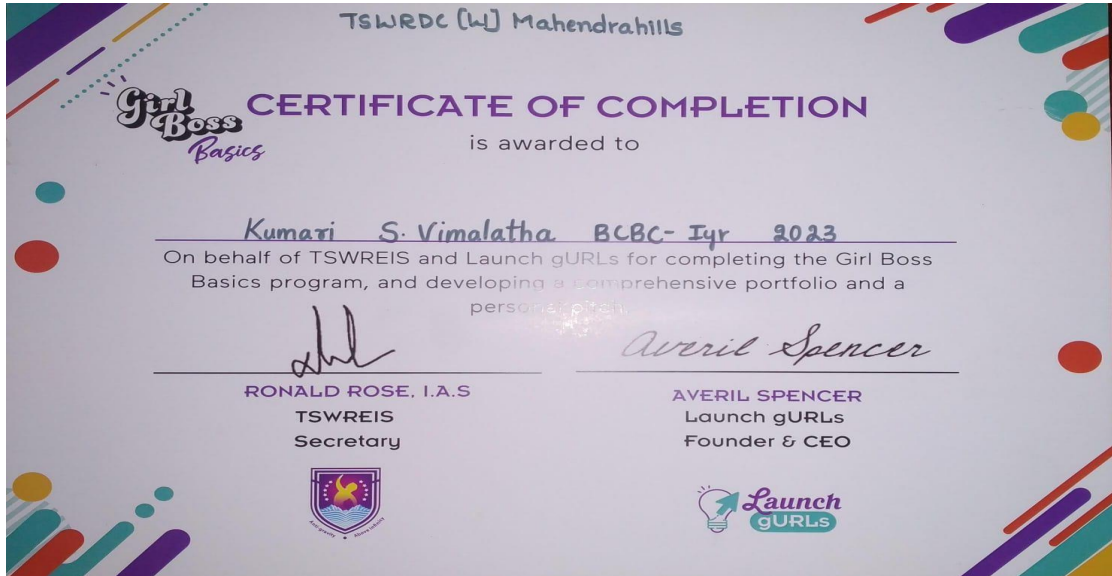 TSWRDC [W] Mahendrahills
Girl
Boss
Basics
CERTIFICATE OF COMPLETION
is awarded to
Kumari S. Vimalatha BCBC- Iyr 2023
On behalf of TSWREIS and Launch gURLs for completing the Girl Boss
Basics program, and developing a comprehensive portfolio and a
Averil Spencer
RONALD ROSE, I.A.S
TSWREIS
Secretary
AVERIL SPENCER
Launch gURLs
Founder & CEO
Launch
gURLs